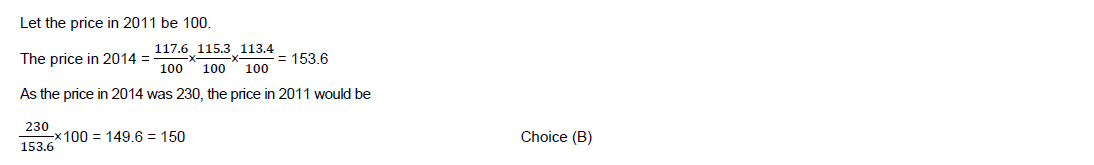 Let the price in 2011 be 100.
The price in 2014 = 117.6/100 × 115.3/100 × 113.4/100 = 153.6
As the price in 2014 was 230, the price in 2011 would be
230/153.6 ×100 = 149.6 = 150 Choice (B)